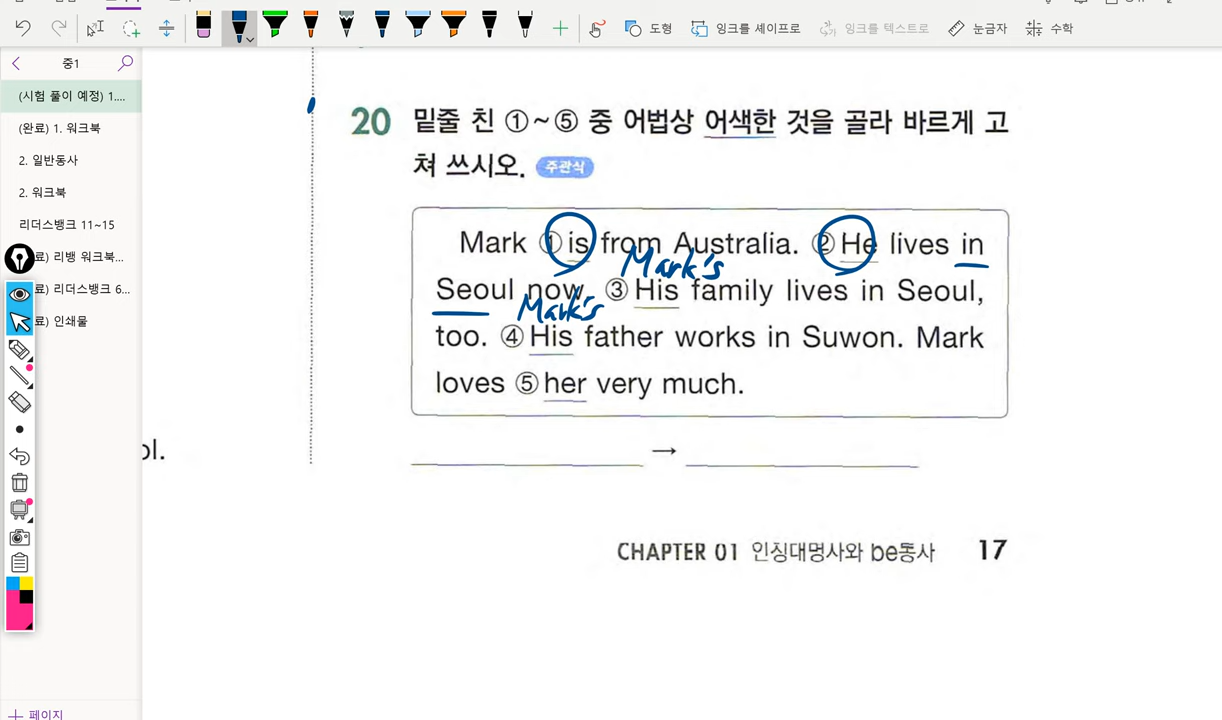 도형
잉크를 셰이프로
잉크를 텍스트로
눈금자
수학
중1
(시험 풀이 예정) 1....
(완료) 1. 워크북
2. 일반동사
2. 워크북
리더스뱅크 11~15
료) 리뱅 워크북...
료) 리더스뱅크 6...
료) 인쇄물
페이지
20 밑줄 친 ①~⑤ 중 어법상 어색한 것을 골라 바르게 고
쳐 쓰시오. 주관식
Mark ① is from Australia. ② He lives in
Mark's
Seoul now. ③ His family lives in Seoul,
Mark's
too. ④ His father works in Suwon. Mark
loves ⑤ her very much.
→
ol.
CHAPTER 01 인칭대명사와 be동사 17